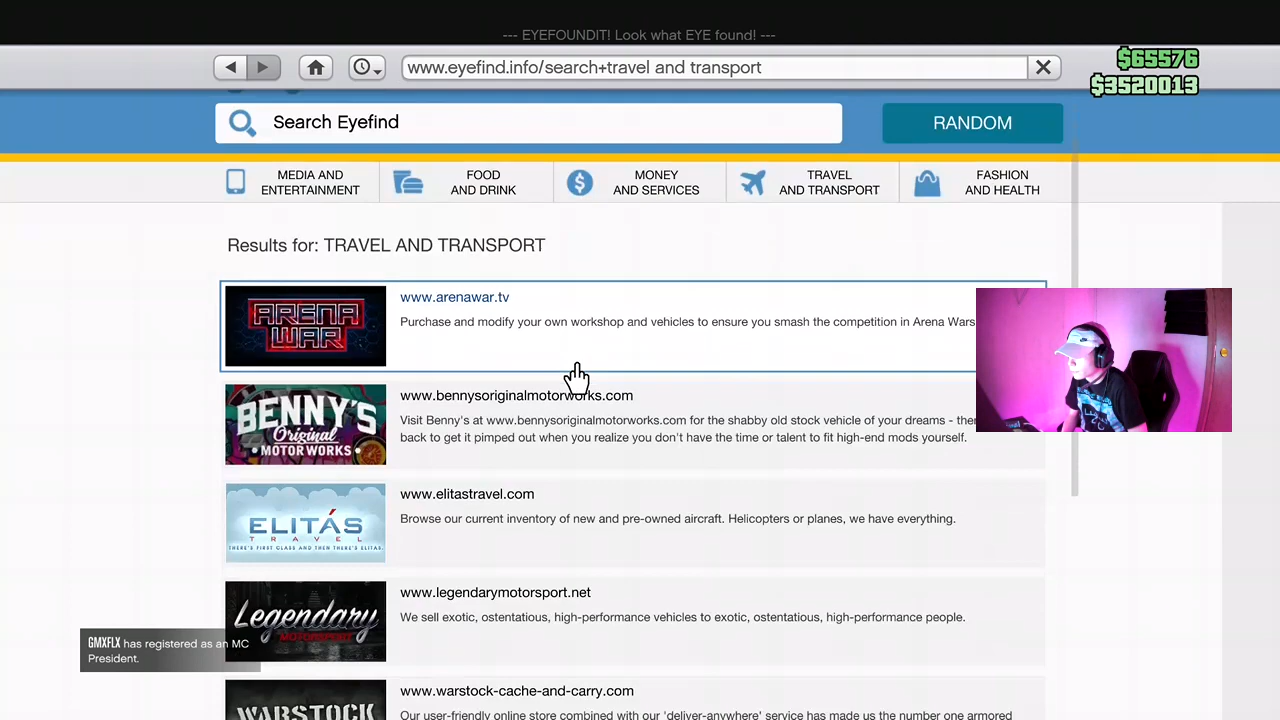 --- EYEFOUNDIT! Look what EYE found! ---
www.eyefind.info/search+travel and transport
$65576
$3520013
Search Eyefind
RANDOM
MEDIA AND
ENTERTAINMENT
FOOD
AND DRINK
MONEY
AND SERVICES
TRAVEL
AND TRANSPORT
FASHION
AND HEALTH
Results for: TRAVEL AND TRANSPORT
ARENA
WAR
www.arenawar.tv
Purchase and modify your own workshop and vehicles to ensure you smash the competition in Arena Wars
BENNY'S
Original
MOTOR WORKS
www.bennysoriginalmotorworks.com
Visit Benny's at www.bennysoriginalmotorworks.com for the shabby old stock vehicle of your dreams - then
back to get it pimped out when you realize you don't have the time or talent to fit high-end mods yourself.
ELITÁS
TRAVEL
THERE'S FIRST CLASS AND THEN THERE'S ELITAS.
www.elitastravel.com
Browse our current inventory of new and pre-owned aircraft. Helicopters or planes, we have everything.
Legendary
MOTORSPORT
www.legendarymotorsport.net
We sell exotic, ostentatious, high-performance vehicles to exotic, ostentatious, high-performance people.
GMXFLX has registered as an MC
President.
WARSTOCK
www.warstock-cache-and-carry.com
Our user-friendly online store combined with our 'deliver-anywhere' service has made us the number one armored